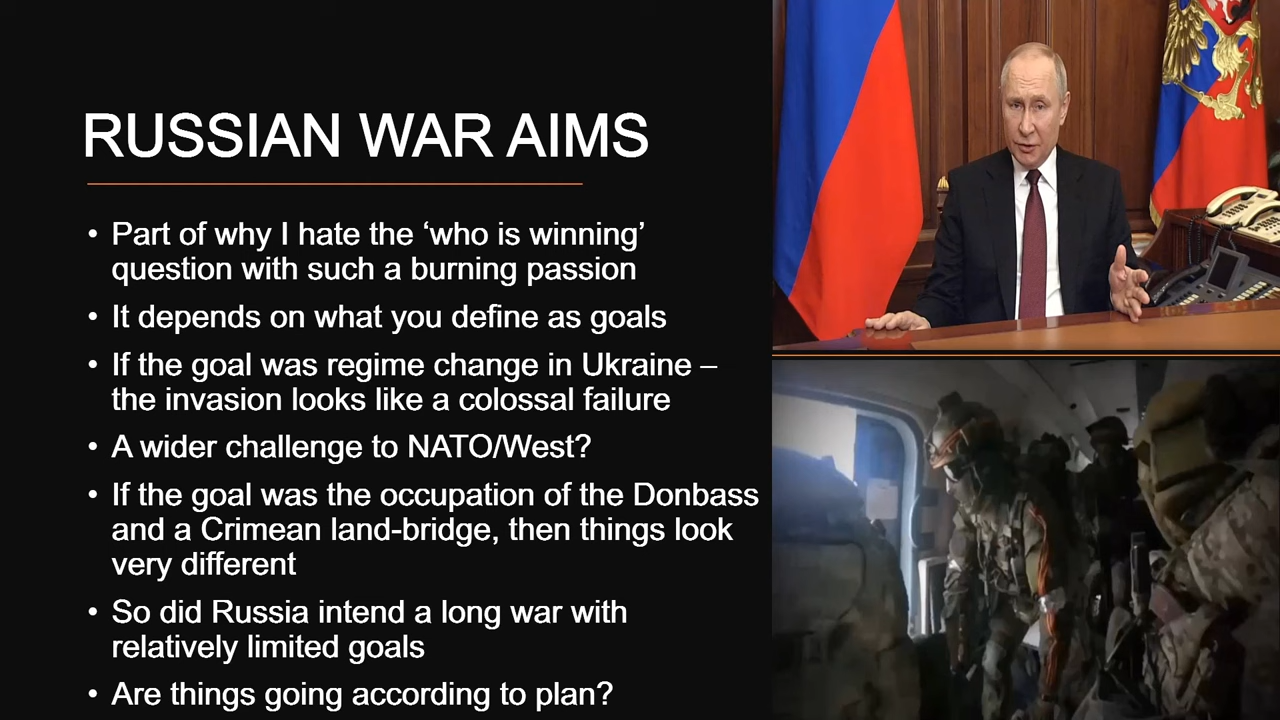 RUSSIAN WAR AIMS
• Part of why I hate the ‘who is winning’
question with such a burning passion
• It depends on what you define as goals
• If the goal was regime change in Ukraine –
the invasion looks like a colossal failure
• A wider challenge to NATO/West?
• If the goal was the occupation of the Donbass
and a Crimean land-bridge, then things look
very different
• So did Russia intend a long war with
relatively limited goals
• Are things going according to plan?